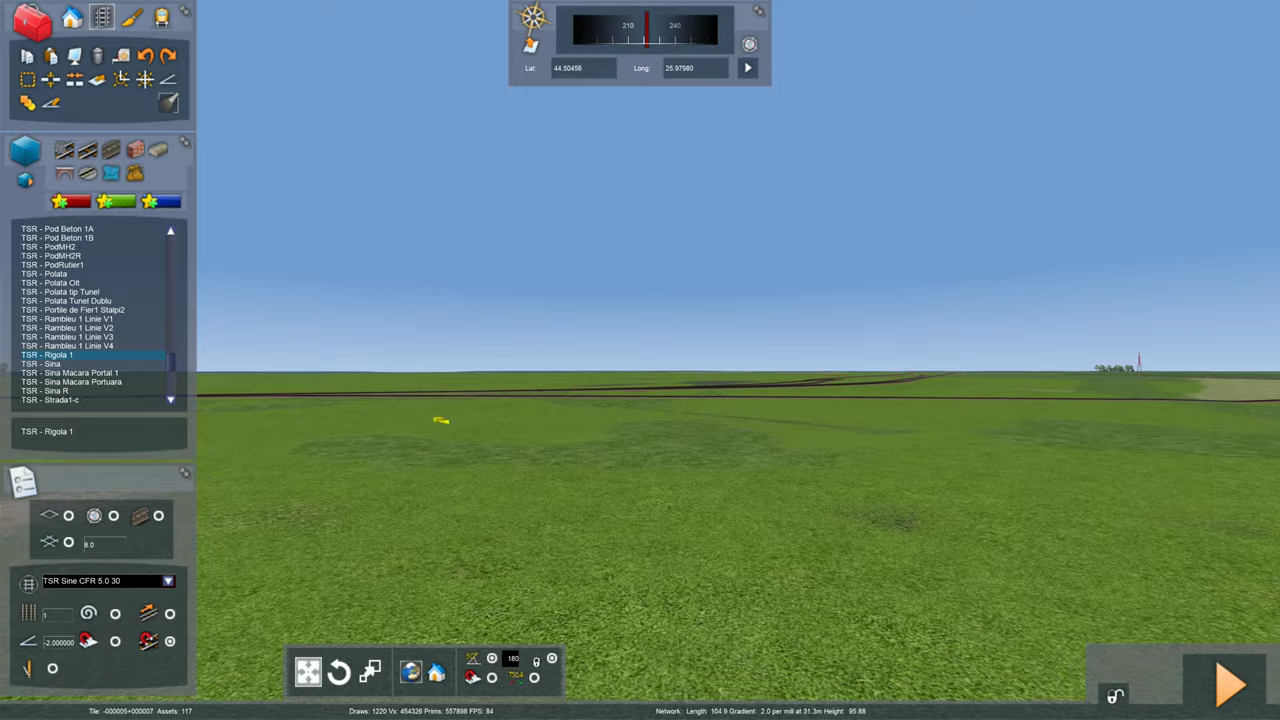 210 240
Lat: 44.50456 Long: 25.97980
TSR - Pod Beton 1A
TSR - Pod Beton 1B
TSR - PodMH2
TSR - PodMH2R
TSR - PodRutier1
TSR - Polata
TSR - Polata Olt
TSR - Polata tip Tunel
TSR - Polata Tunel Dublu
TSR - Portile de Fier1 Stalpi2
TSR - Rambleu 1 Linie V1
TSR - Rambleu 1 Linie V2
TSR - Rambleu 1 Linie V3
TSR - Rambleu 1 Linie V4
TSR - Rigola 1
TSR - Sina
TSR - Sina Macara Portal 1
TSR - Sina Macara Portuara
TSR - Sina R
TSR - Strada1-c
TSR - Rigola 1
8.0
TSR Sine CFR 5.0 30
1
-2.000000
180
Tile: -000005+000007 Assets: 117
Draws: 1220 Vx: 454326 Prims: 557898 FPS: 84
Network: Length 104.9 Gradient: 2.0 per mill at 31.3m Height: 95.88